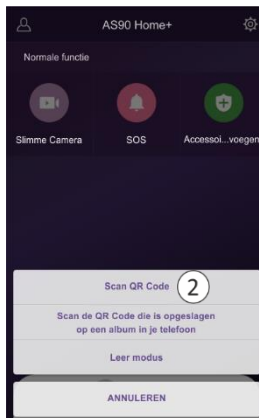 AS90 Home+
Normale functie
Slimme Camera
SOS
Accessoi...voegen
Scan QR Code
2
Scan de QR Code die is opgeslagen
op een album in je telefoon
Leer modus
ANNULEREN